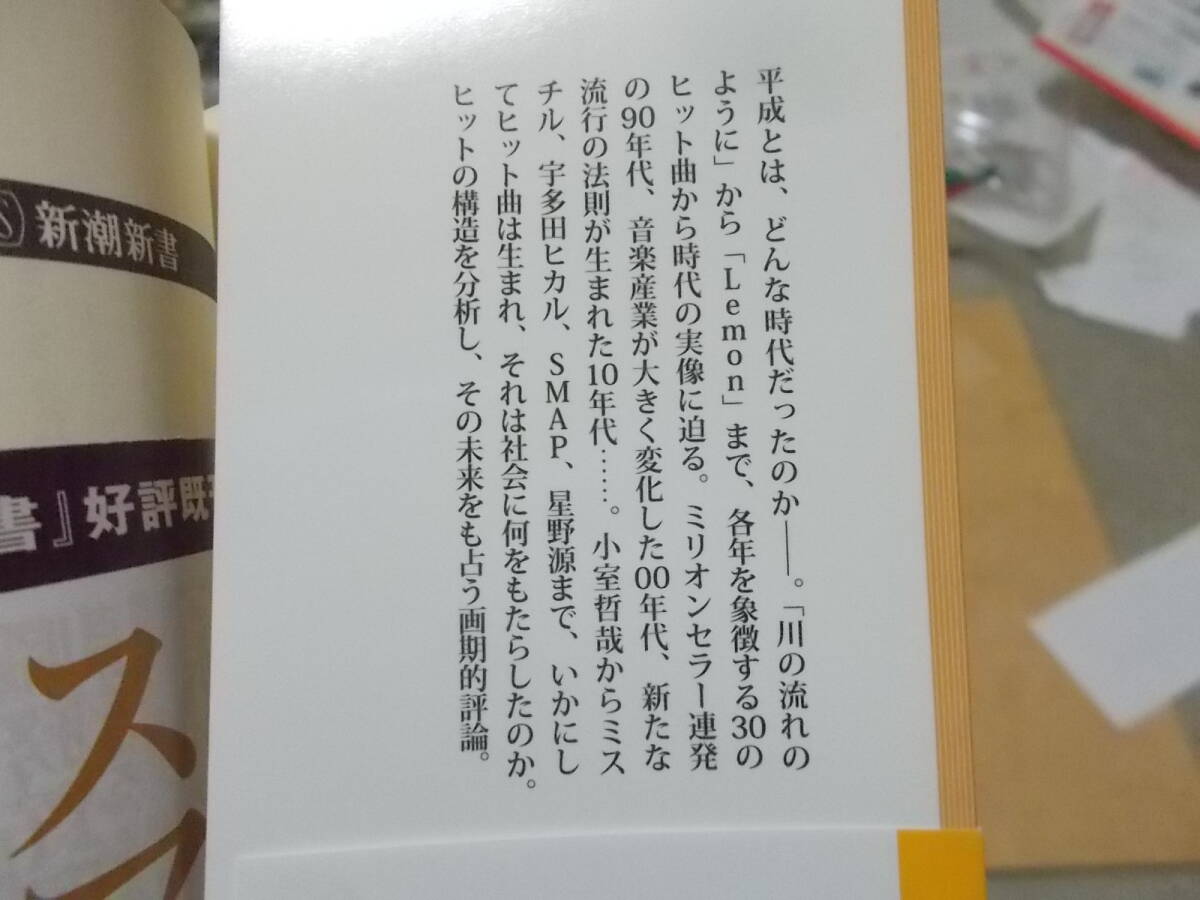 平成とは、どんな時代だったのか――。「川の流れの
ように」から「Lemon」まで、各年を象徴する30の
ヒット曲から時代の実像に迫る。ミリオンセラー連発
の90年代、音楽産業が大きく変化した00年代、新たな
流行の法則が生まれた10年代……。小室哲哉からミス
チル、宇多田ヒカル、SMAP、星野源まで、いかにし
てヒット曲は生まれ、それは社会に何をもたらしたのか。
ヒットの構造を分析し、その未来をも占う画期的評論。
S 新潮新書
書』好評既
ス